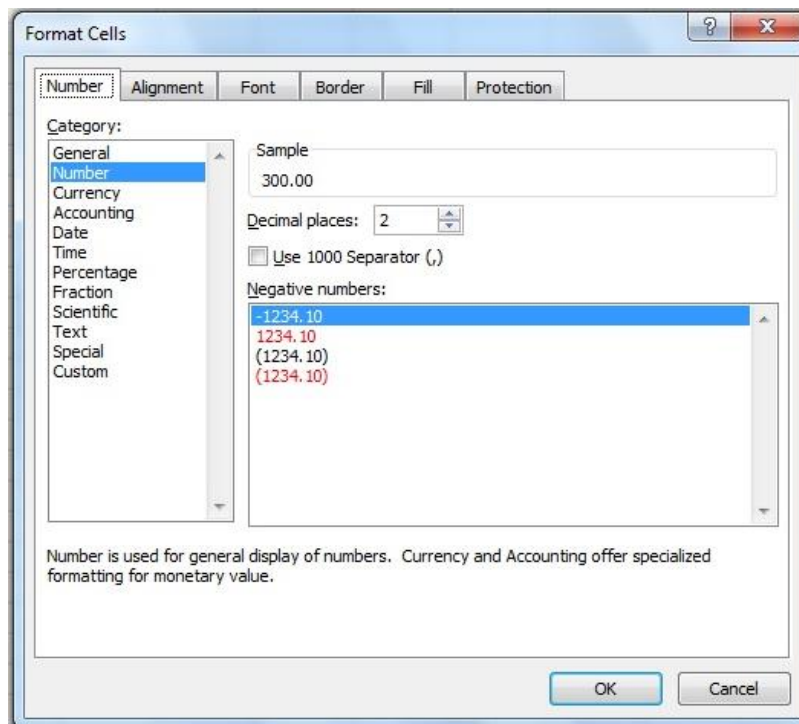 Format Cells
?
X
Number Alignment Font Border Fill Protection
Category:
General
Number
Currency
Accounting
Date
Time
Percentage
Fraction
Scientific
Text
Special
Custom
Sample
300.00
Decimal places: 2
Use 1000 Separator (,)
Negative numbers:
-1234.10
1234.10
(1234.10)
(1234.10)
Number is used for general display of numbers. Currency and Accounting offer specialized
formatting for monetary value.
OK Cancel